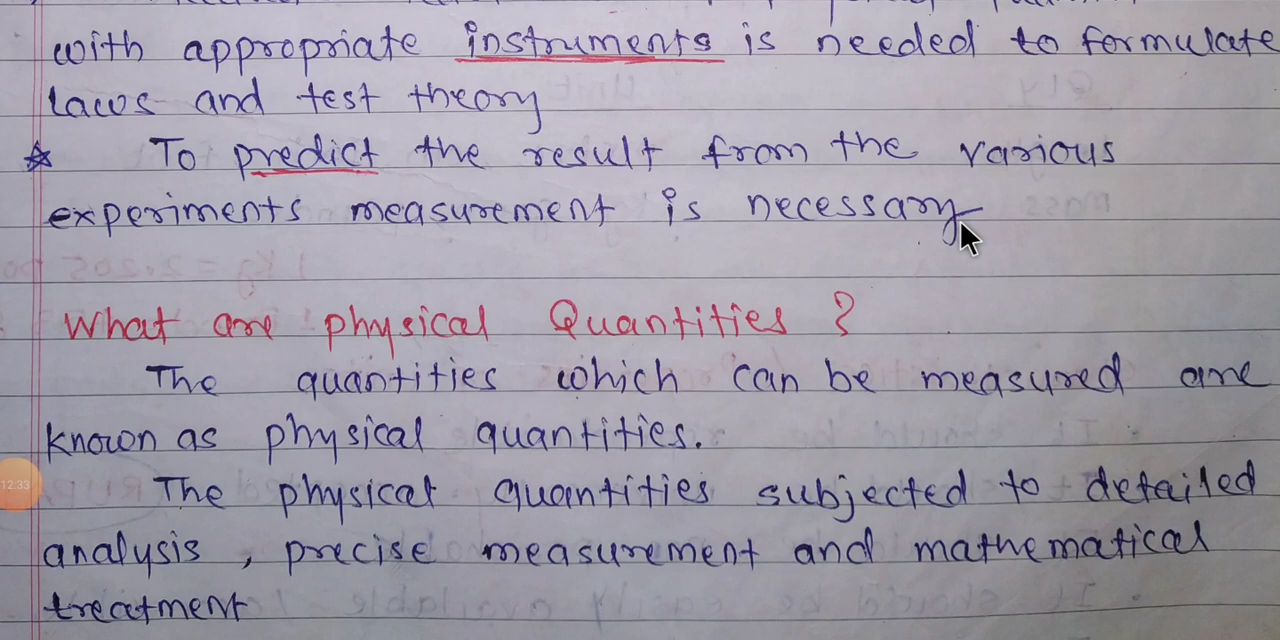 with appropriate instruments is needed to formulate
laws and test theory
☆ To predict the result from the various
experiments measurement is necessary
What are physical Quantities ?
The quantities which can be measured are
known as physical quantities.
12:33
The physical quantities subjected to detailed
analysis , precise measurement and mathematical
treatment